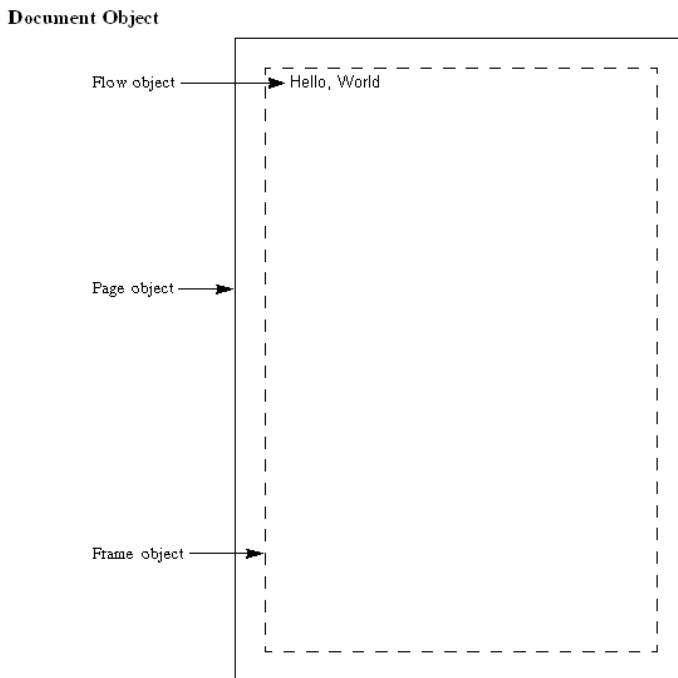 Document Object
Flow object
Hello, World
Page object
Frame object